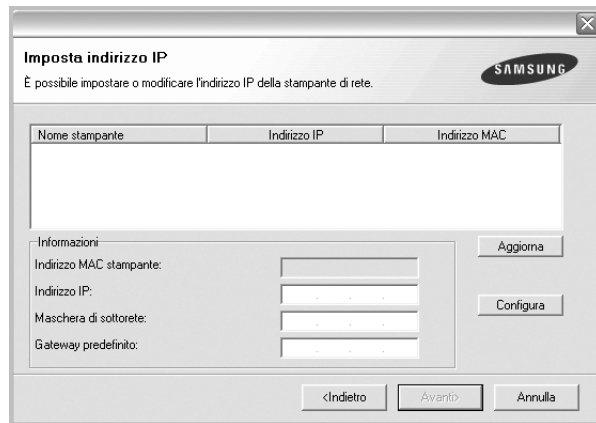 Imposta indirizzo IP
È possibile impostare o modificare l'indirizzo IP della stampante di rete.
SAMSUNG
Nome stampante Indirizzo IP Indirizzo MAC
Informazioni
Aggiorna
Indirizzo MAC stampante:
Indirizzo IP:
Configura
Maschera di sottorete:
Gateway predefinito:
<Indietro Avanti> Annulla